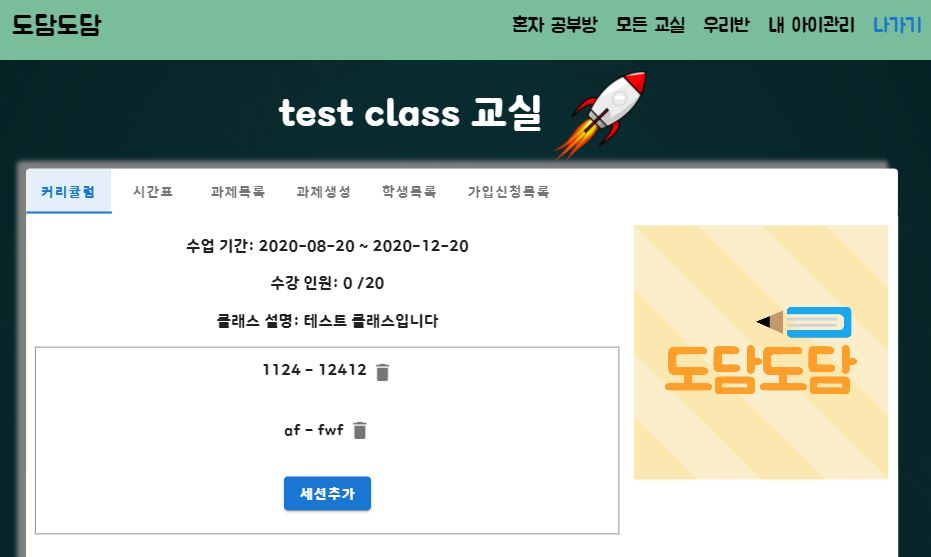 도담도담
혼자 공부방 모든 교실 우리반 내 아이관리 나가기
test class 교실
커리큘럼 시간표 과제목록 과제생성 학생목록 가입신청목록
수업 기간: 2020-08-20 ~ 2020-12-20
수강 인원: 0 /20
클래스 설명: 테스트 클래스입니다
1124 - 12412
af - fwf
세션추가
도담도담